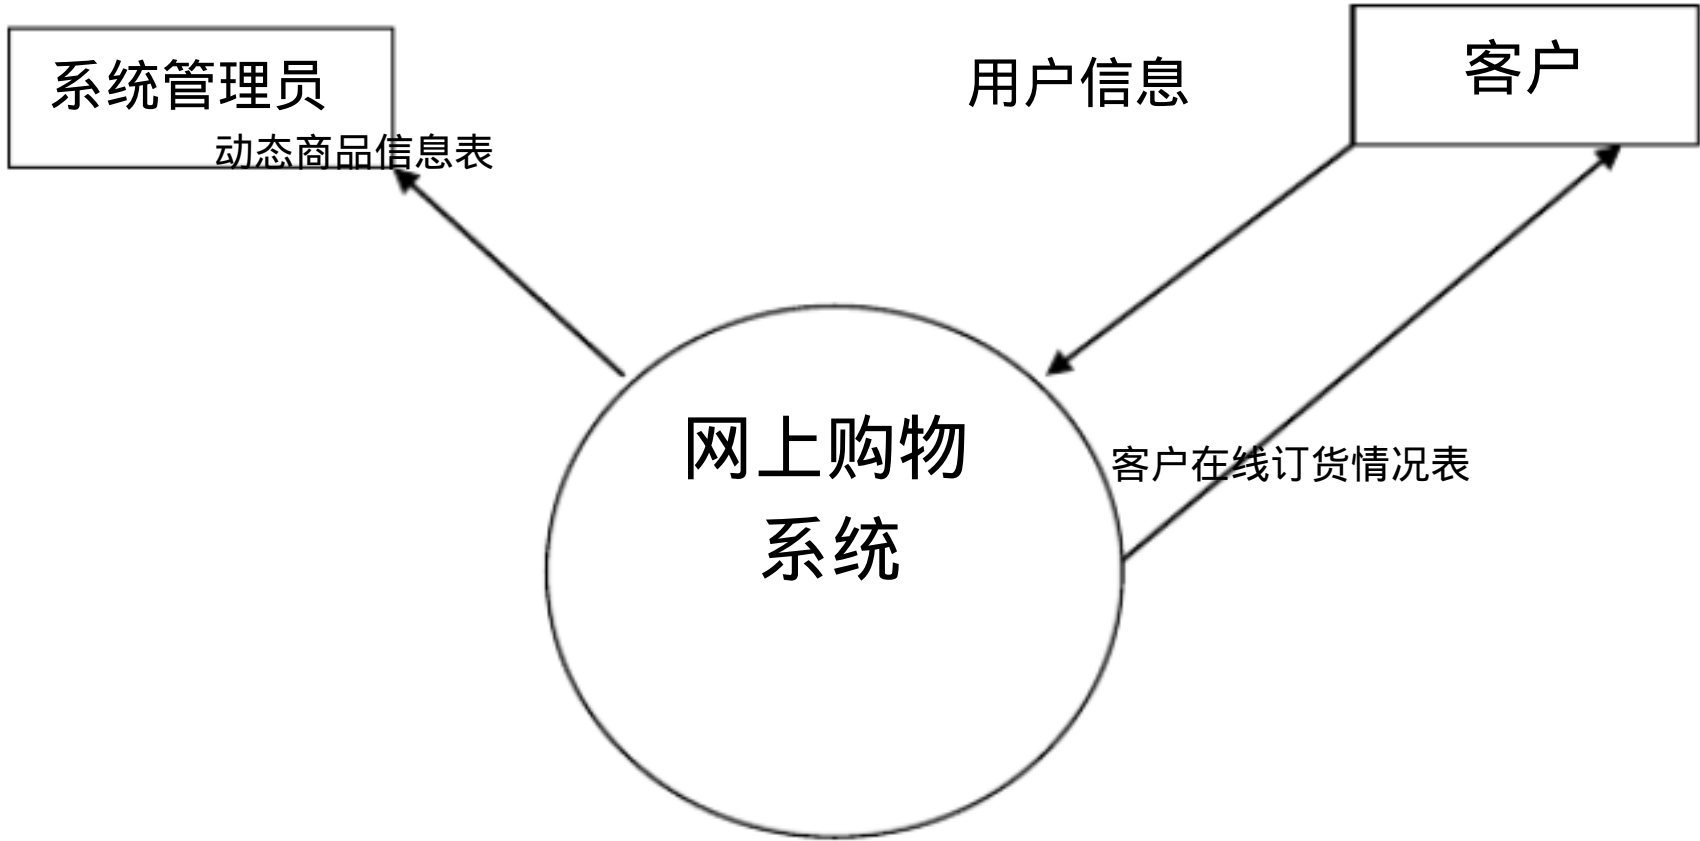 系统管理员
用户信息
客户
动态商品信息表
网上购物
系统
客户在线订货情况表